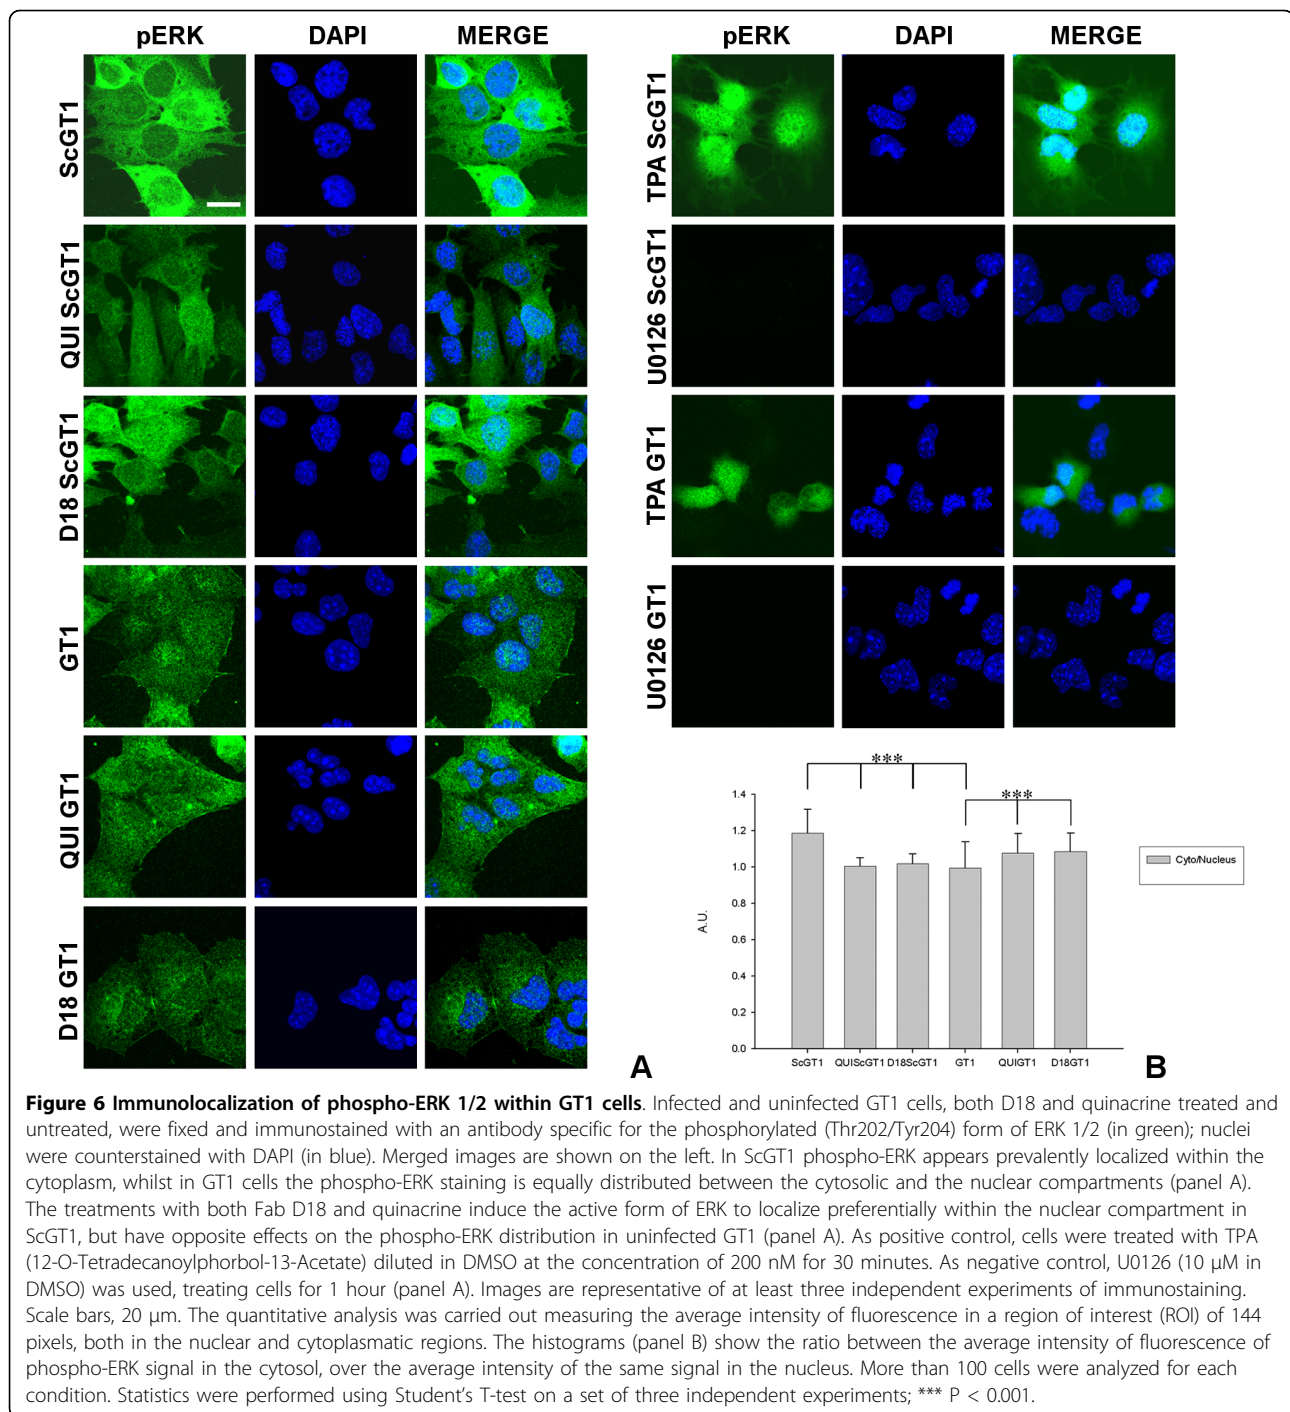 pERK DAPI MERGE
ScGT1
QUI ScGT1
D18 ScGT1
GT1
QUI GT1
D18 GT1
A
pERK DAPI MERGE
TPA ScGT1
U0126 ScGT1
TPA GT1
U0126 GT1
***
***
1.4
1.2
1.0
0.8
0.6
0.4
0.2
0.0
A.U.
ScGT1 QUIScGT1 D18ScGT1 GT1 QUIGT1 D18GT1
Cyto/Nucleus
B
Figure 6 Immunolocalization of phospho-ERK 1/2 within GT1 cells. Infected and uninfected GT1 cells, both D18 and quinacrine treated and
untreated, were fixed and immunostained with an antibody specific for the phosphorylated (Thr202/Tyr204) form of ERK 1/2 (in green); nuclei
were counterstained with DAPI (in blue). Merged images are shown on the left. In ScGT1 phospho-ERK appears prevalently localized within the
cytoplasm, whilst in GT1 cells the phospho-ERK staining is equally distributed between the cytosolic and the nuclear compartments (panel A).
The treatments with both Fab D18 and quinacrine induce the active form of ERK to localize preferentially within the nuclear compartment in
ScGT1, but have opposite effects on the phospho-ERK distribution in uninfected GT1 (panel A). As positive control, cells were treated with TPA
(12-O-Tetradecanoylphorbol-13-Acetate) diluted in DMSO at the concentration of 200 nM for 30 minutes. As negative control, U0126 (10 μM in
DMSO) was used, treating cells for 1 hour (panel A). Images are representative of at least three independent experiments of immunostaining.
Scale bars, 20 μm. The quantitative analysis was carried out measuring the average intensity of fluorescence in a region of interest (ROI) of 144
pixels, both in the nuclear and cytoplasmatic regions. The histograms (panel B) show the ratio between the average intensity of fluorescence of
phospho-ERK signal in the cytosol, over the average intensity of the same signal in the nucleus. More than 100 cells were analyzed for each
condition. Statistics were performed using Student's T-test on a set of three independent experiments; *** P < 0.001.